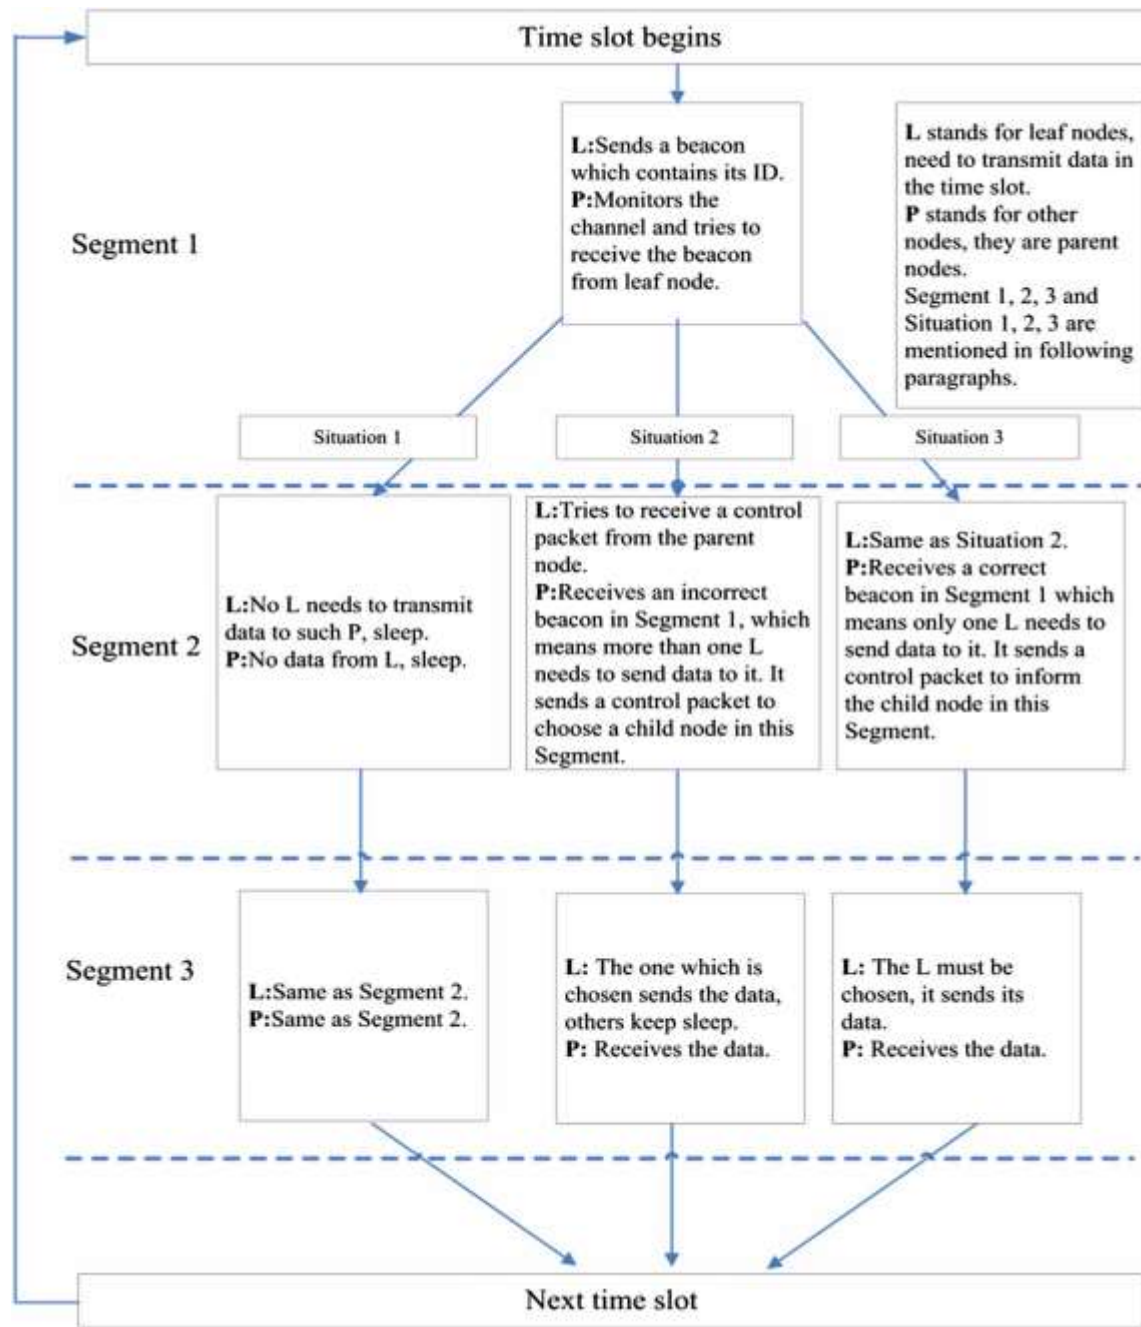 Time slot begins
L:Sends a beacon
which contains its ID.
P:Monitors the
channel and tries to
receive the beacon
from leaf node.
L stands for leaf nodes,
need to transmit data in
the time slot.
P stands for other
nodes, they are parent
nodes.
Segment 1, 2, 3 and
Situation 1, 2, 3 are
mentioned in following
paragraphs.
Segment 1
Situation 1
Situation 2
Situation 3
Segment 2
L:No L needs to transmit
data to such P, sleep.
P:No data from L, sleep.
L:Tries to receive a control
packet from the parent
node.
P:Receives an incorrect
beacon in Segment 1, which
means more than one L
needs to send data to it. It
sends a control packet to
choose a child node in this
Segment.
L:Same as Situation 2.
P:Receives a correct
beacon in Segment 1 which
means only one L needs to
send data to it. It sends a
control packet to inform
the child node in this
Segment.
Segment 3
L:Same as Segment 2.
P:Same as Segment 2.
L: The one which is
chosen sends the data,
others keep sleep.
P: Receives the data.
L: The L must be
chosen, it sends its
data.
P: Receives the data.
Next time slot